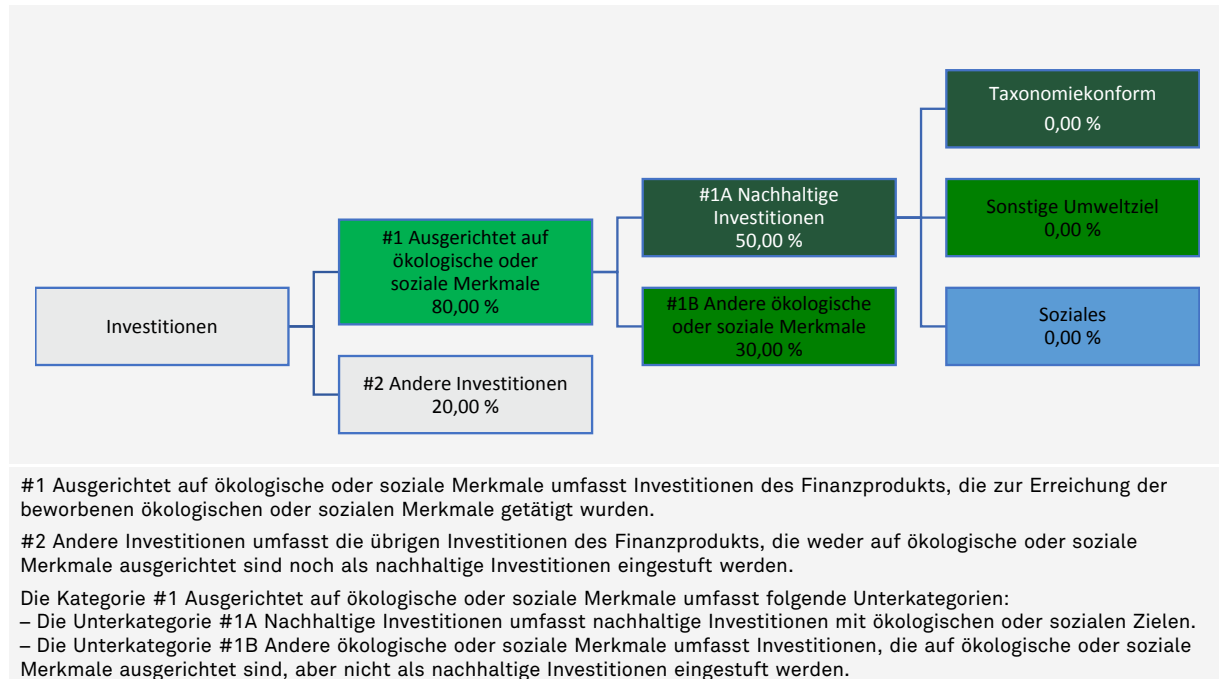 Taxonomiekonform
0,00 %
#1A Nachhaltige
Investitionen
50,00 %
Sonstige Umweltziel
0,00 %
#1 Ausgerichtet auf
ökologische oder
soziale Merkmale
80,00 %
Investitionen
#1B Andere ökologische
oder soziale Merkmale
30,00 %
Soziales
0,00 %
#2 Andere Investitionen
20,00 %
#1 Ausgerichtet auf ökologische oder soziale Merkmale umfasst Investitionen des Finanzprodukts, die zur Erreichung der
beworbenen ökologischen oder sozialen Merkmale getätigt wurden.
#2 Andere Investitionen umfasst die übrigen Investitionen des Finanzprodukts, die weder auf ökologische oder soziale
Merkmale ausgerichtet sind noch als nachhaltige Investitionen eingestuft werden.
Die Kategorie #1 Ausgerichtet auf ökologische oder soziale Merkmale umfasst folgende Unterkategorien:
– Die Unterkategorie #1A Nachhaltige Investitionen umfasst nachhaltige Investitionen mit ökologischen oder sozialen Zielen.
– Die Unterkategorie #1B Andere ökologische oder soziale Merkmale umfasst Investitionen, die auf ökologische oder soziale
Merkmale ausgerichtet sind, aber nicht als nachhaltige Investitionen eingestuft werden.